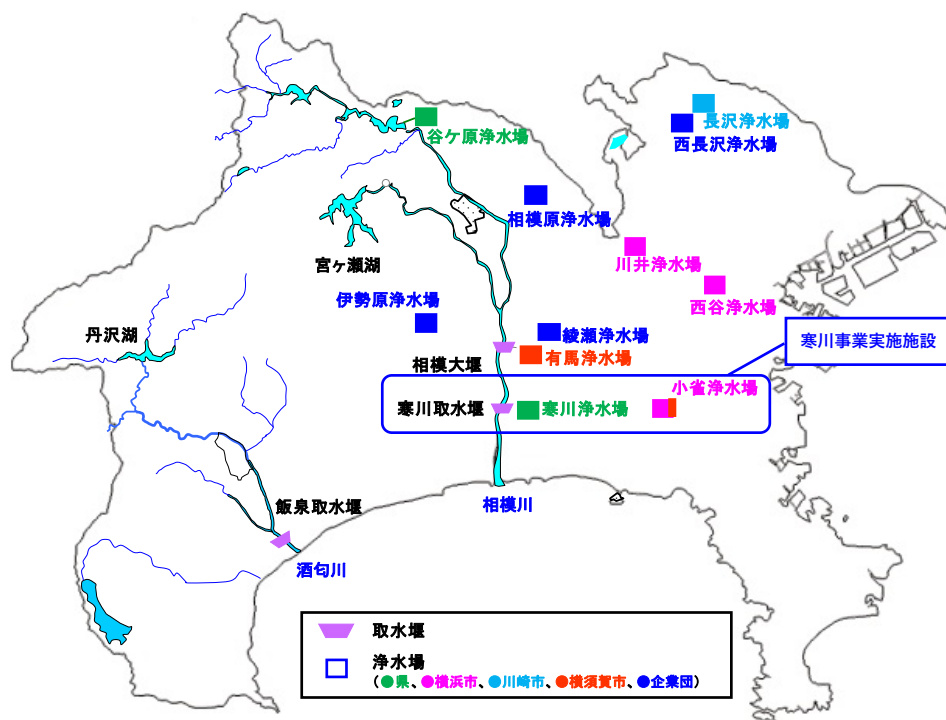 長沢浄水場
西長沢浄水場
谷ケ原浄水場
相模原浄水場
川井浄水場
宮ヶ瀬湖
西谷浄水場
伊勢原浄水場
丹沢湖
綾瀬浄水場
寒川事業実施施設
相模大堰
有馬浄水場
小雀浄水場
寒川取水堰
寒川浄水場
飯泉取水堰
相模川
酒匂川
取水堰
浄水場
(●県、●横浜市、●川崎市、●横須賀市、●企業団)